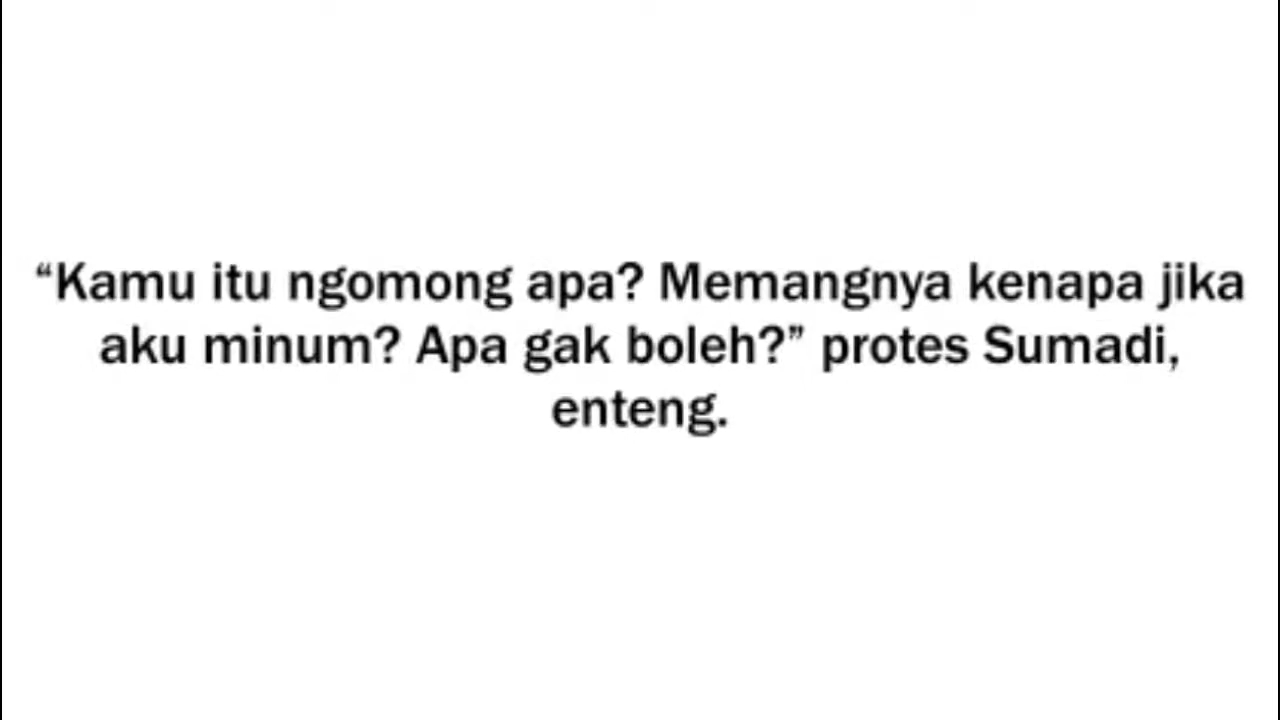 “Kamu itu ngomong apa? Memangnya kenapa jika
aku minum? Apa gak boleh?” protes Sumadi,
enteng.